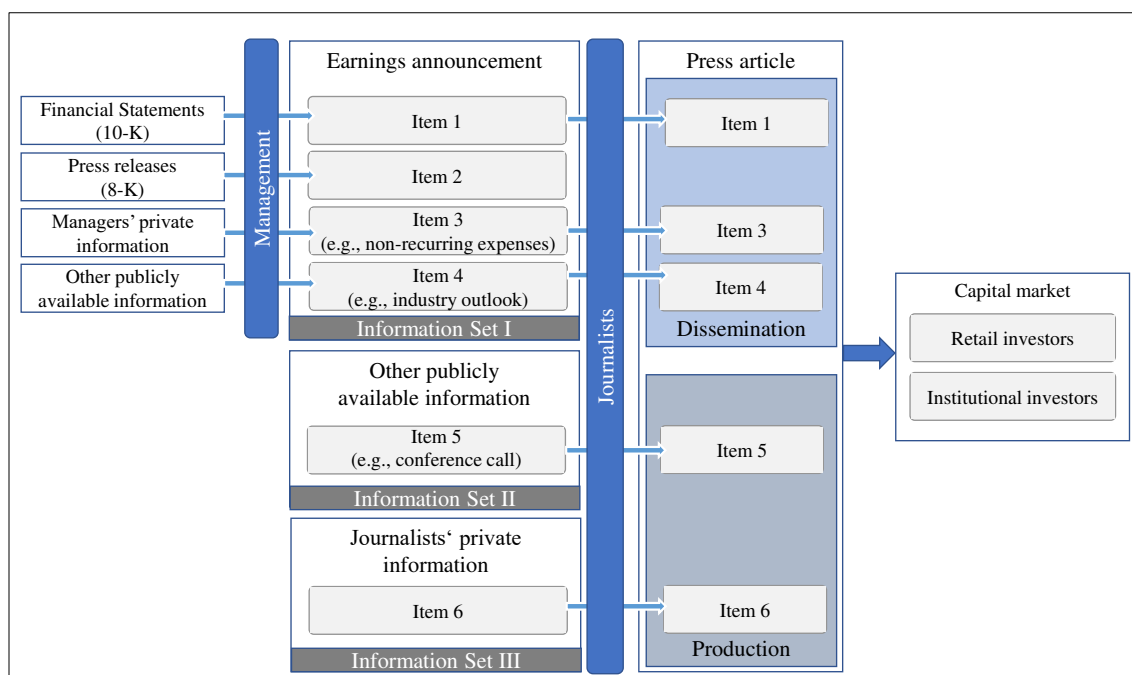 Financial Statements
(10-K)
Press releases
(8-K)
Managers’ private
information
Other publicly
available information
Management
Earnings announcement
Item 1
Item 2
Item 3
(e.g., non-recurring expenses)
Item 4
(e.g., industry outlook)
Information Set I
Other publicly
available information
Item 5
(e.g., conference call)
Information Set II
Journalists‘ private
information
Item 6
Information Set III
Journalists
Press article
Item 1
Item 3
Item 4
Dissemination
Item 5
Item 6
Production
Capital market
Retail investors
Institutional investors